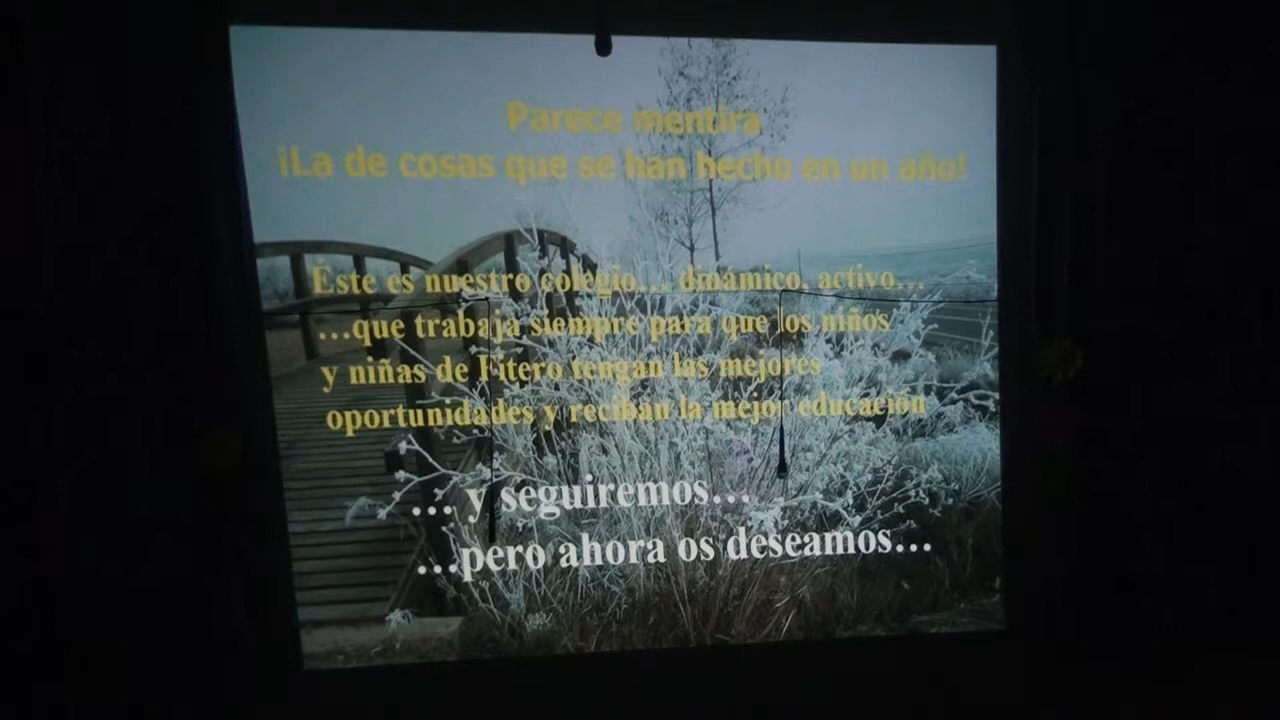 Parece mentira
¡La de cosas que se han hecho en un año!
Éste es nuestro colegio... dinámico, activo...
...que trabaja siempre para que los niños
y niñas de Fitero tengan las mejores
oportunidades y reciban la mejor educación
... y seguiremos...
...pero ahora os deseamos...